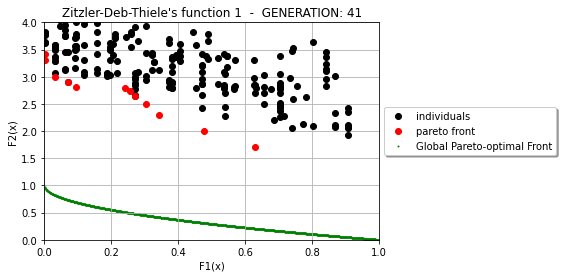 Zitzler-Deb-Thiele's function 1 - GENERATION: 41
F2(x)
4.0
3.5
3.0
2.5
2.0
1.5
1.0
0.5
0.0
0.0 0.2 0.4 0.6 0.8 1.0
F1(x)
individuals
pareto front
Global Pareto-optimal Front